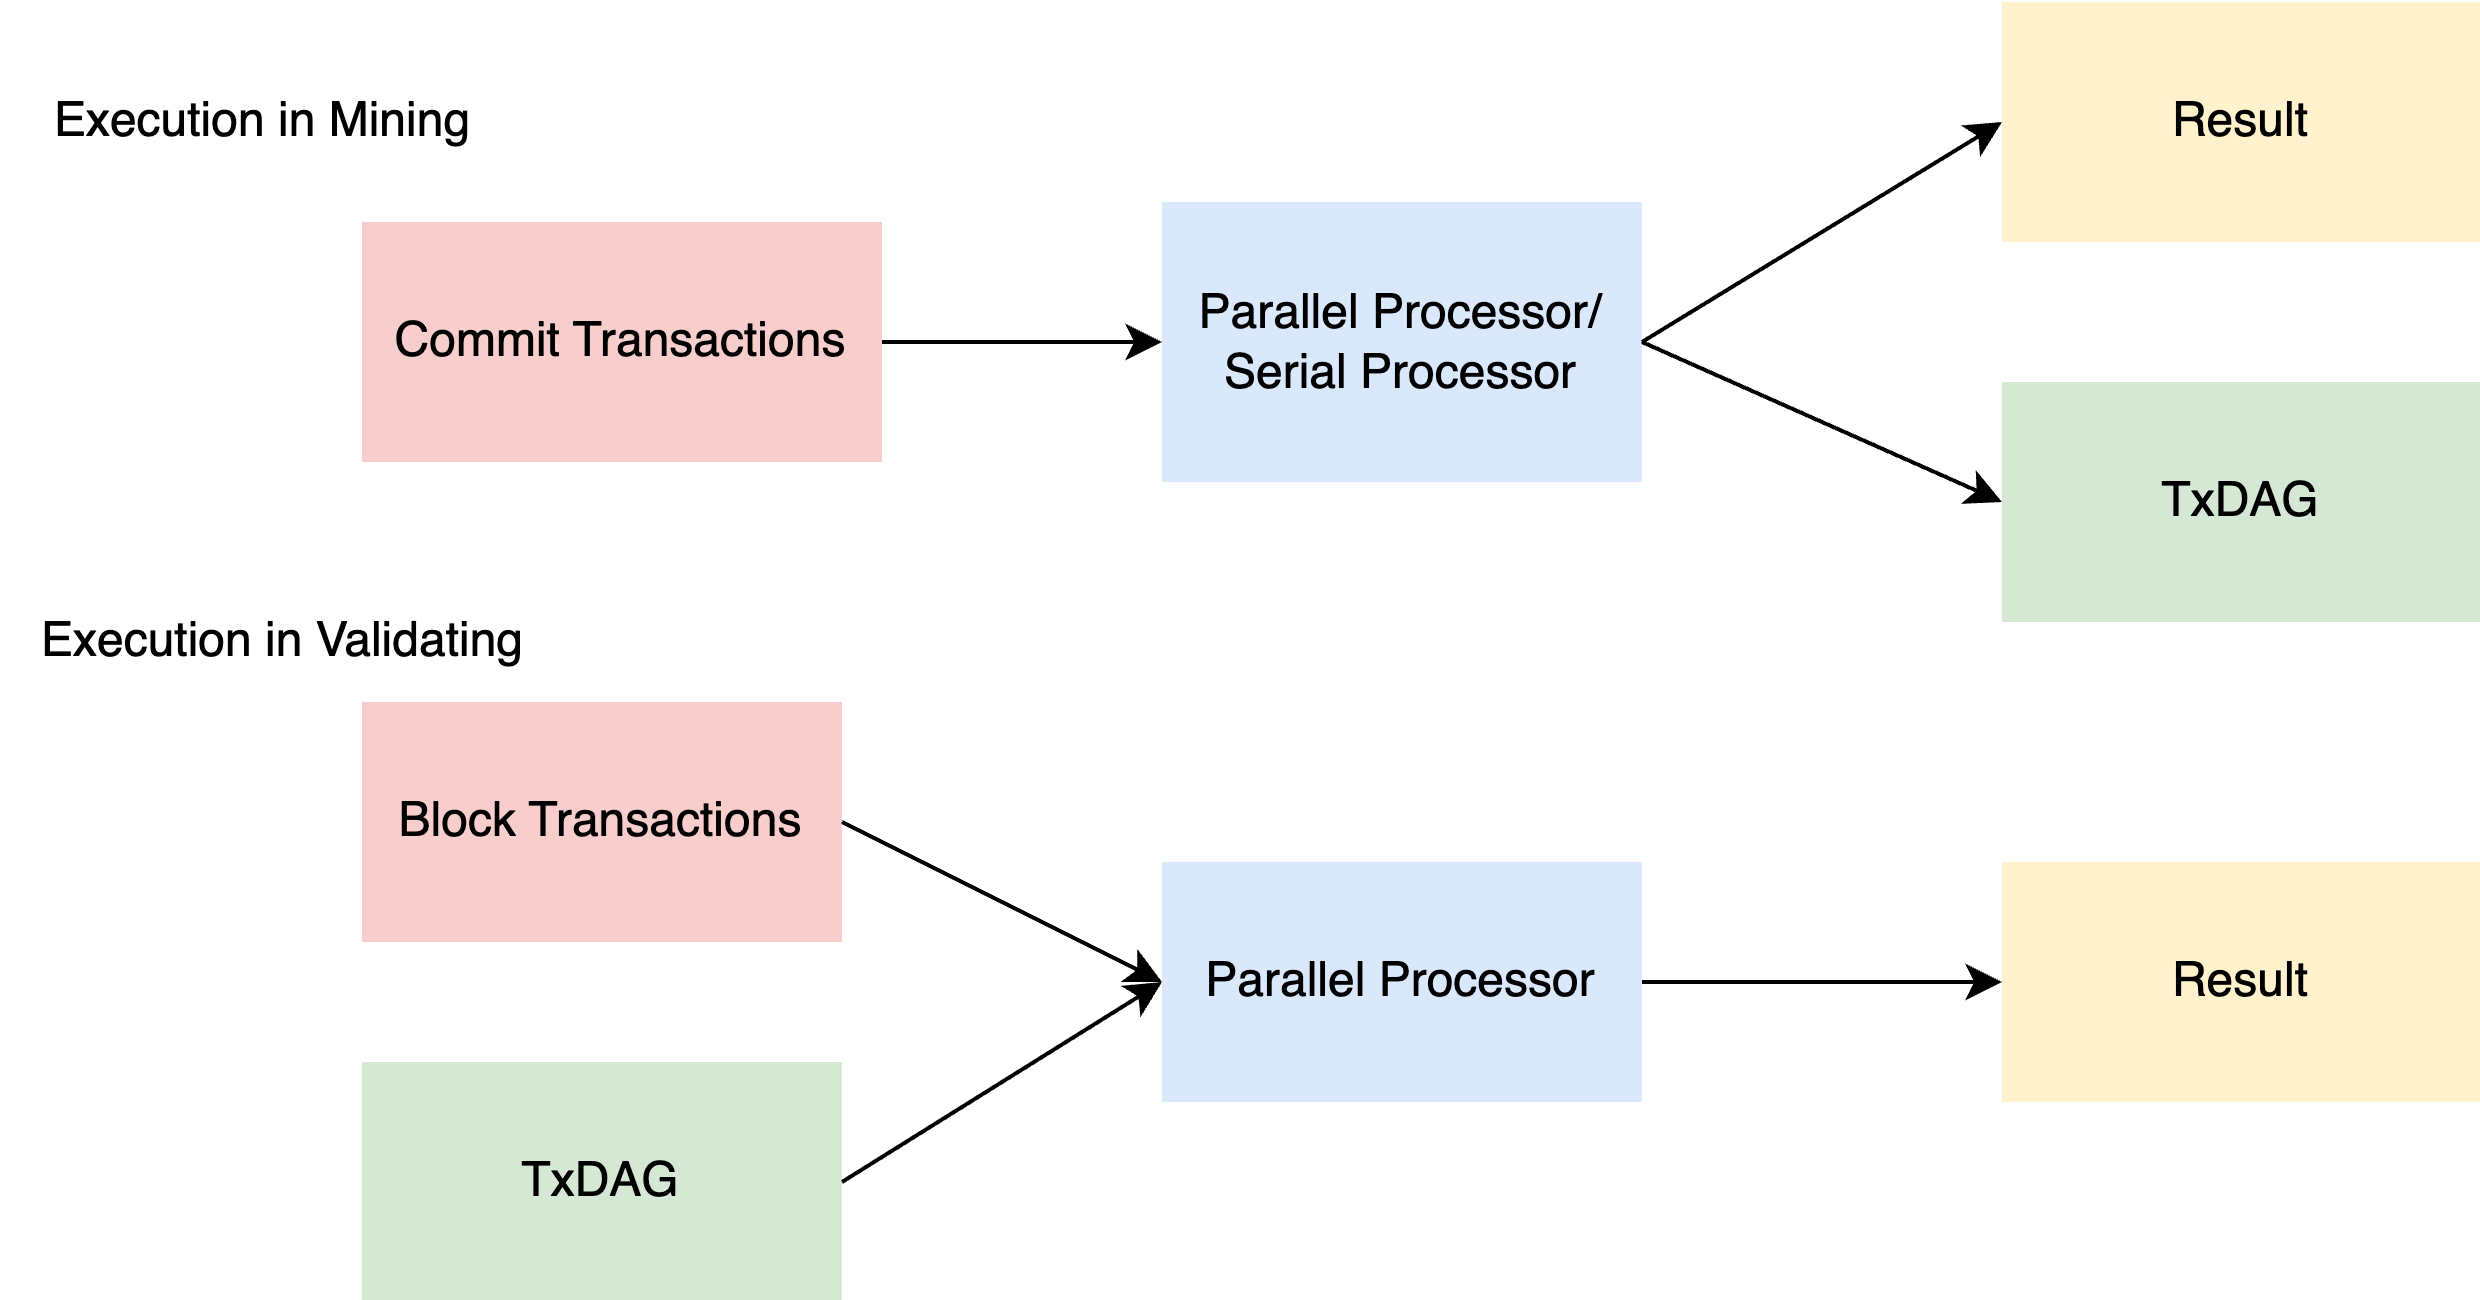 Execution in Mining
Result
Commit Transactions
Parallel Processor/
Serial Processor
TxDAG
Execution in Validating
Block Transactions
Parallel Processor
Result
TxDAG